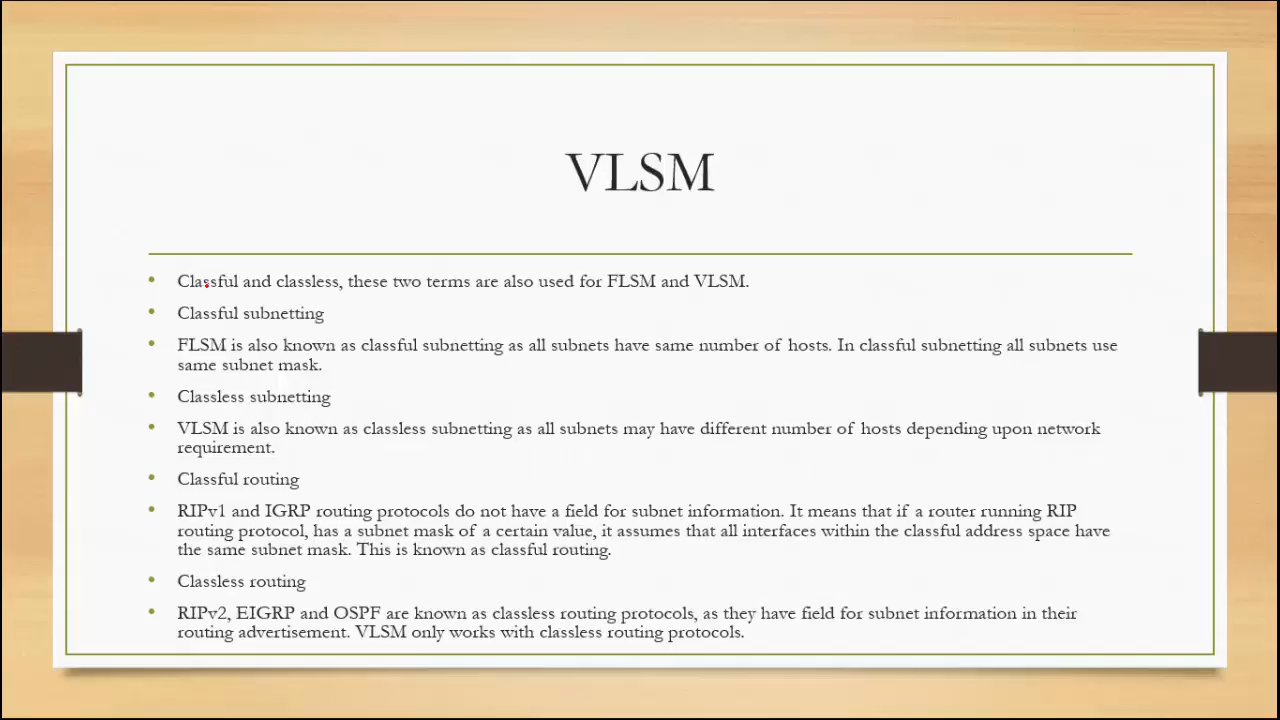 VLSM
• Classful and classless, these two terms are also used for FLSM and VLSM.
• Classful subnetting
• FLSM is also known as classful subnetting as all subnets have same number of hosts. In classful subnetting all subnets use
same subnet mask.
• Classless subnetting
• VLSM is also known as classless subnetting as all subnets may have different number of hosts depending upon network
requirement.
• Classful routing
• RIPv1 and IGRP routing protocols do not have a field for subnet information. It means that if a router running RIP
routing protocol, has a subnet mask of a certain value, it assumes that all interfaces within the classful address space have
the same subnet mask. This is known as classful routing.
• Classless routing
• RIPv2, EIGRP and OSPF are known as classless routing protocols, as they have field for subnet information in their
routing advertisement. VLSM only works with classless routing protocols.